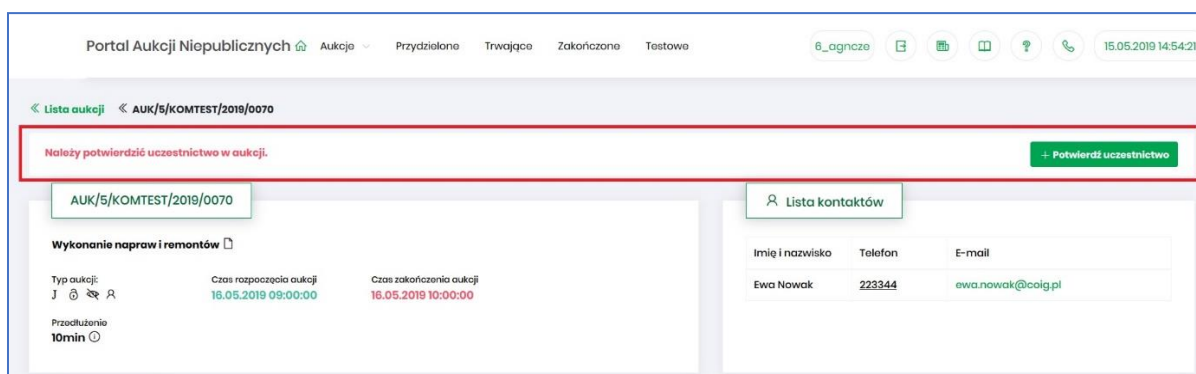 Portal Aukcji Niepublicznych Aukcje Przydzielone Trwające Zakończone Testowe 6_agncze 15.05.2019 14:54:21
« Lista aukcji « AUK/5/KOMTEST/2019/0070
Należy potwierdzić uczestnictwo w aukcji. + Potwierdź uczestnictwo
AUK/5/KOMTEST/2019/0070
Wykonanie napraw i remontów
Typ aukcji: Czas rozpoczęcia aukcji Czas zakończenia aukcji
J 16.05.2019 09:00:00 16.05.2019 10:00:00
Przedłużenie
10min
Lista kontaktów
Imię i nazwisko Telefon E-mail
Ewa Nowak 223344 ewa.nowak@coig.pl